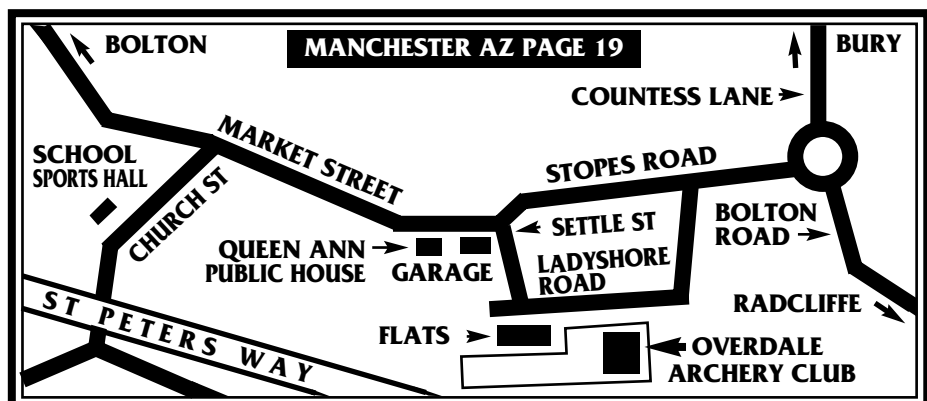 BOLTON
MANCHESTER AZ PAGE 19
BURY
COUNTESS LANE
MARKET STREET
SCHOOL
SPORTS HALL
CHURCH ST
STOPES ROAD
SETTLE ST
BOLTON
ROAD
QUEEN ANN
PUBLIC HOUSE
GARAGE
LADYSHORE
ROAD
ST PETERS WAY
RADCLIFFE
FLATS
OVERDALE
ARCHERY CLUB